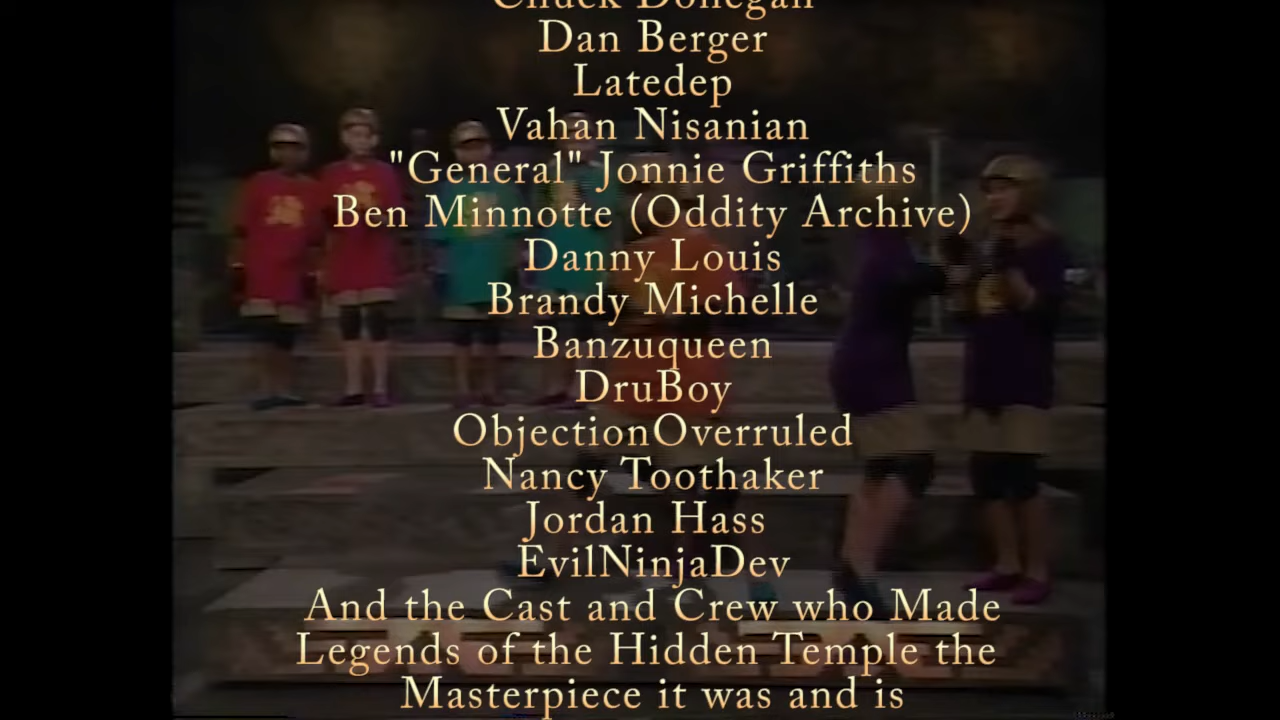 Chuck Donegan
Dan Berger
Latedep
Vahan Nisanian
"General" Jonnie Griffiths
Ben Minnotte (Oddity Archive)
Danny Louis
Brandy Michelle
Banzuqueen
DruBoy
ObjectionOverruled
Nancy Toothaker
Jordan Hass
EvilNinjaDev
And the Cast and Crew who Made
Legends of the Hidden Temple the
Masterpiece it was and is